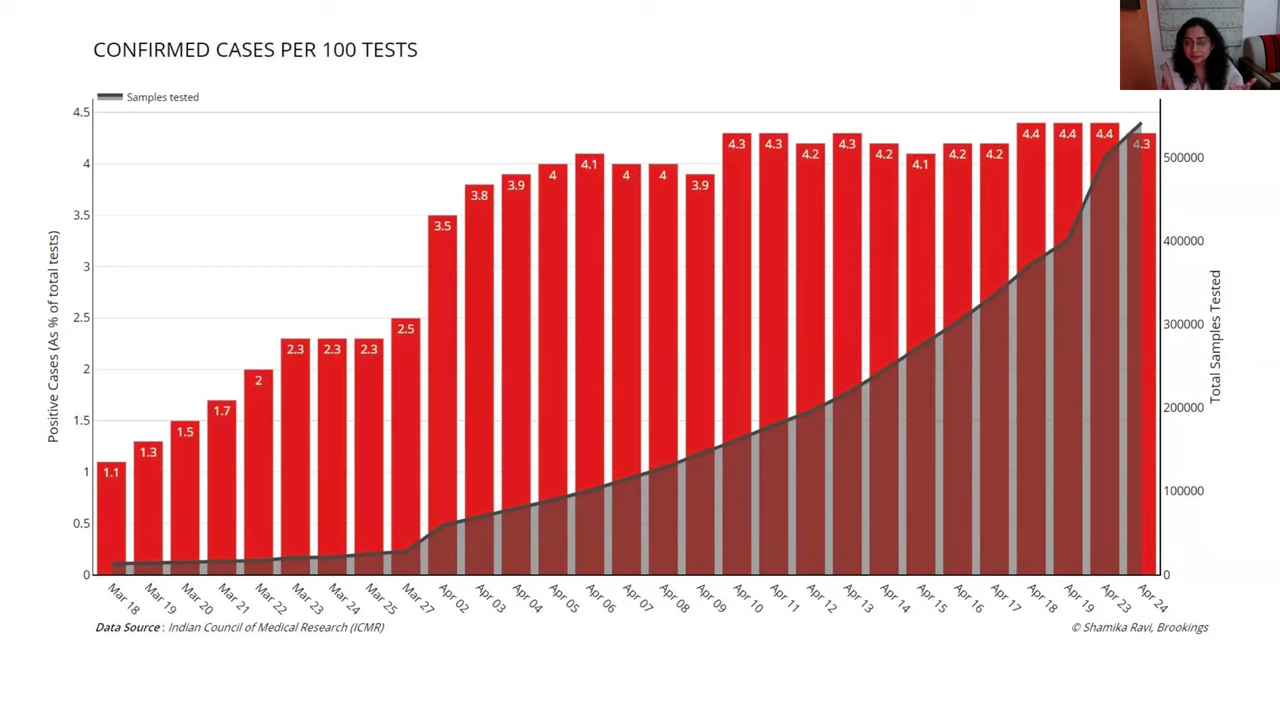 CONFIRMED CASES PER 100 TESTS
Samples tested
4.5
4
3.5
3
2.5
2
1.5
1
0.5
0
Positive Cases (As % of total tests)
1.1
1.3
1.5
1.7
2
2.3
2.3
2.3
2.5
3.5
3.8
3.9
4
4.1
4
4
3.9
4.3
4.3
4.2
4.3
4.2
4.1
4.2
4.2
4.4
4.4
4.4
4.3
500000
400000
300000
200000
100000
0
Total Samples Tested
Mar 18
Mar 19
Mar 20
Mar 21
Mar 22
Mar 23
Mar 24
Mar 25
Mar 27
Apr 02
Apr 03
Apr 04
Apr 05
Apr 06
Apr 07
Apr 08
Apr 09
Apr 10
Apr 11
Apr 12
Apr 13
Apr 14
Apr 15
Apr 16
Apr 17
Apr 18
Apr 19
Apr 23
Apr 24
Data Source : Indian Council of Medical Research (ICMR)
© Shamika Ravi, Brookings